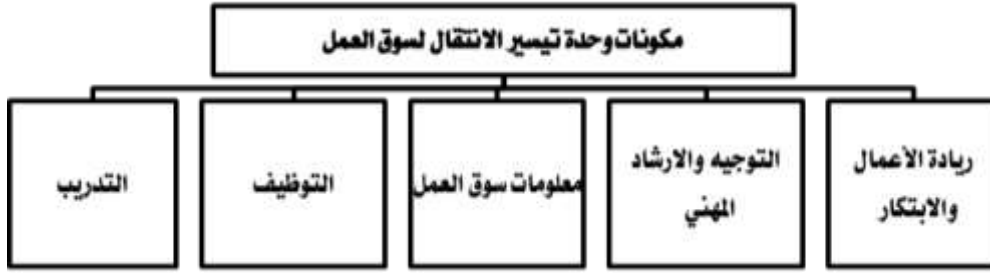 مكونات وحدة تيسير الانتقال لسوق العمل
ريادة الأعمال
والابتكار
التوجيه والارشاد
المهني
معلومات سوق العمل
التوظيف
التدريب